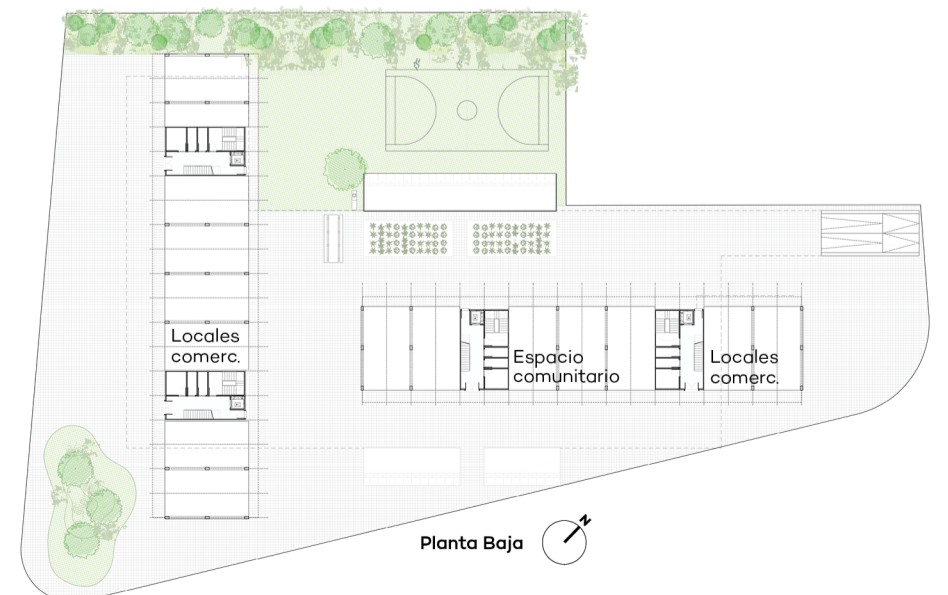 Locales
comerc.
Espacio
comunitario
Locales
comerc.
Planta Baja
N